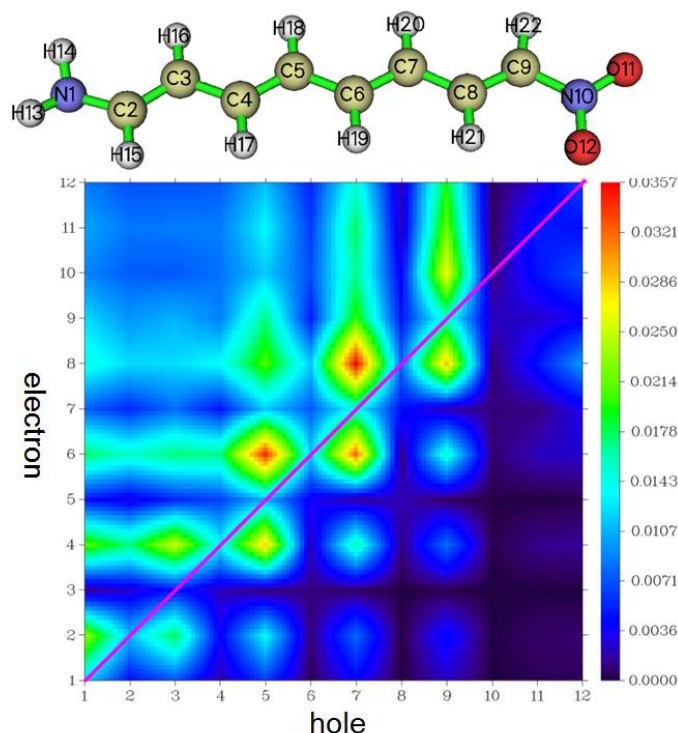 H14 H16 H18 H20 H22
N1 C3 C5 C7 C9 O11
H13 C2 C4 C6 C8 N10
H15 H17 H19 H21 O12
12 0.0357
11 0.0321
10 0.0286
9 0.0250
8 0.0214
7 0.0178
6 0.0143
5 0.0107
4 0.0071
3 0.0036
2 0.0000
1
electron
1 2 3 4 5 6 7 8 9 10 11 12
hole